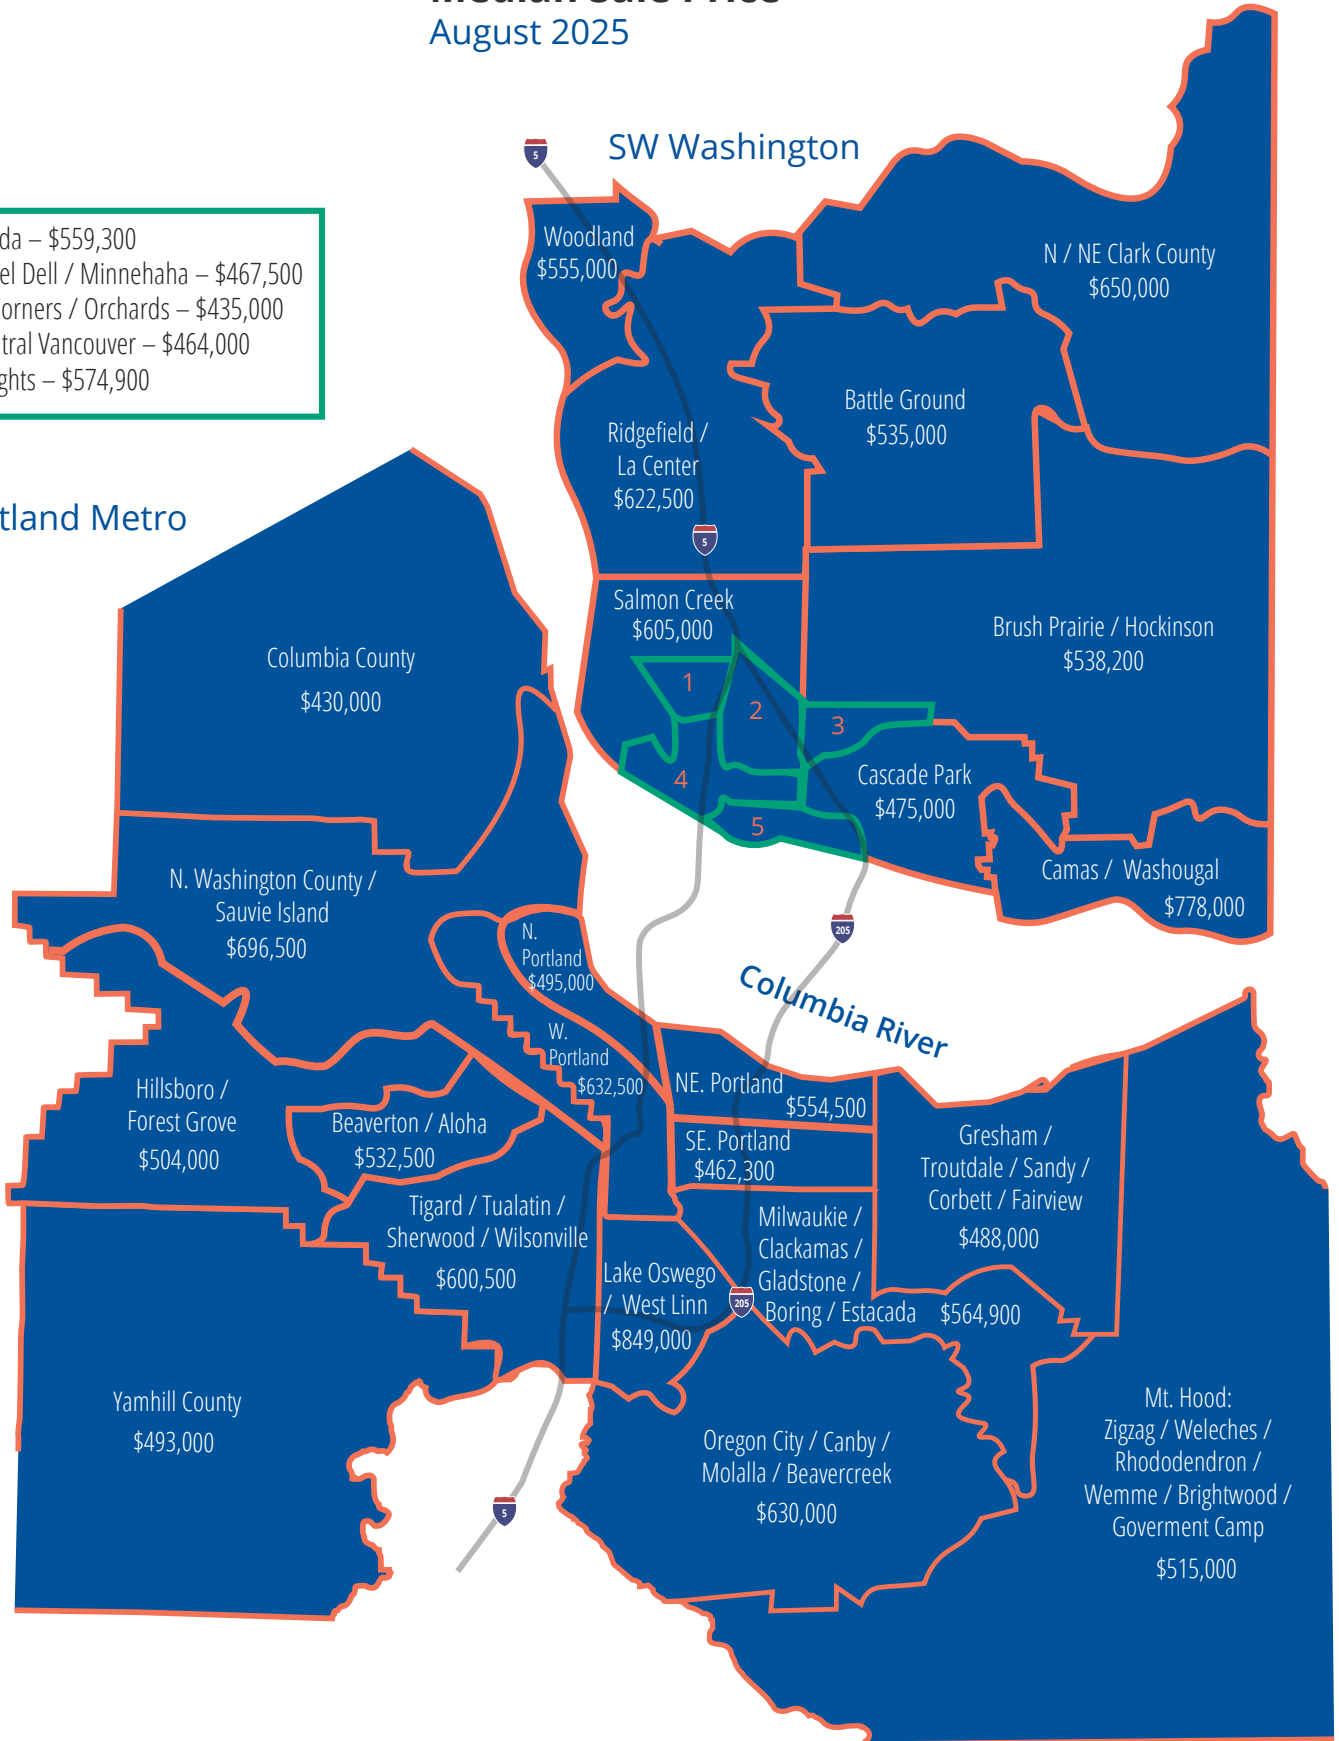 Median Sale Price
August 2025
SW Washington
da – $559,300
el Dell / Minnehaha – $467,500
orners / Orchards – $435,000
tral Vancouver – $464,000
ghts – $574,900
tland Metro
5
Woodland
$555,000
N / NE Clark County
$650,000
Battle Ground
$535,000
Ridgefield /
La Center
$622,500
5
Salmon Creek
$605,000
Brush Prairie / Hockinson
$538,200
1
2
3
4
5
Cascade Park
$475,000
Camas / Washougal
$778,000
205
Columbia River
Columbia County
$430,000
N. Washington County /
Sauvie Island
$696,500
N.
Portland
$495,000
W.
Portland
$632,500
NE. Portland
$554,500
SE. Portland
$462,300
Hillsboro /
Forest Grove
$504,000
Beaverton / Aloha
$532,500
Tigard / Tualatin /
Sherwood / Wilsonville
$600,500
Gresham /
Troutdale / Sandy /
Corbett / Fairview
$488,000
Milwaukie /
Clackamas /
Gladstone /
Boring / Estacada $564,900
Lake Oswego
/ West Linn
$849,000
205
Yamhill County
$493,000
5
Oregon City / Canby /
Molalla / Beavercreek
$630,000
Mt. Hood:
Zigzag / Weleches /
Rhododendron /
Wemme / Brightwood /
Goverment Camp
$515,000